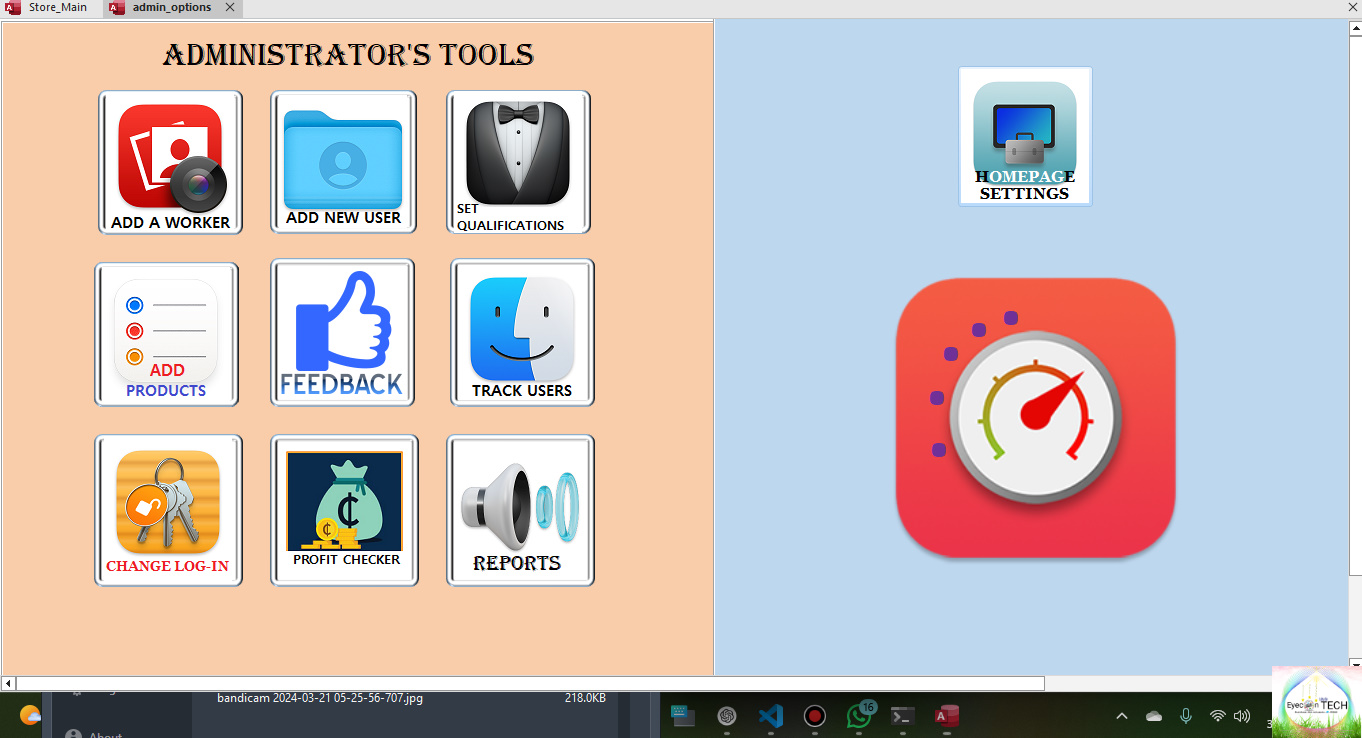 Store_Main
admin_options
ADMINISTRATOR'S TOOLS
HOMEPAGE
SETTINGS
ADD A WORKER
ADD NEW USER
SET
QUALIFICATIONS
ADD
PRODUCTS
FEEDBACK
TRACK USERS
CHANGE LOG-IN
₵
₵
PROFIT CHECKER
REPORTS
bandicam 2024-03-21 05-25-56-707.jpg
218.0KB
16
About
TECH